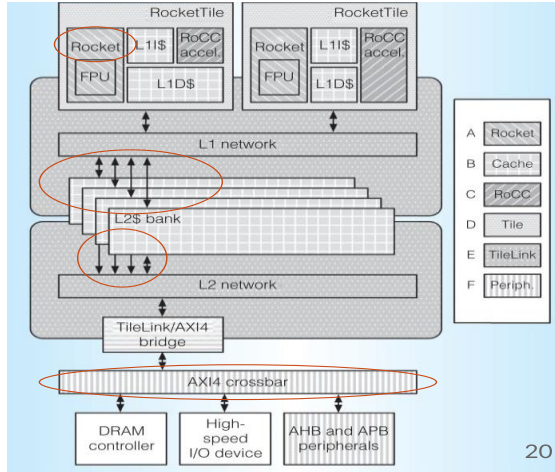 RocketTile
RocketTile
Rocket
L1I$
RoCC
accel.
FPU
L1D$
Rocket
L1I$
RoCC
accel.
FPU
L1D$
L1 network
L2$ bank
L2 network
TileLink/AXI4
bridge
AXI4 crossbar
DRAM
controller
High-
speed
I/O device
AHB and APB
peripherals
A Rocket
B Cache
C RoCC
D Tile
E TileLink
F Periph.
20